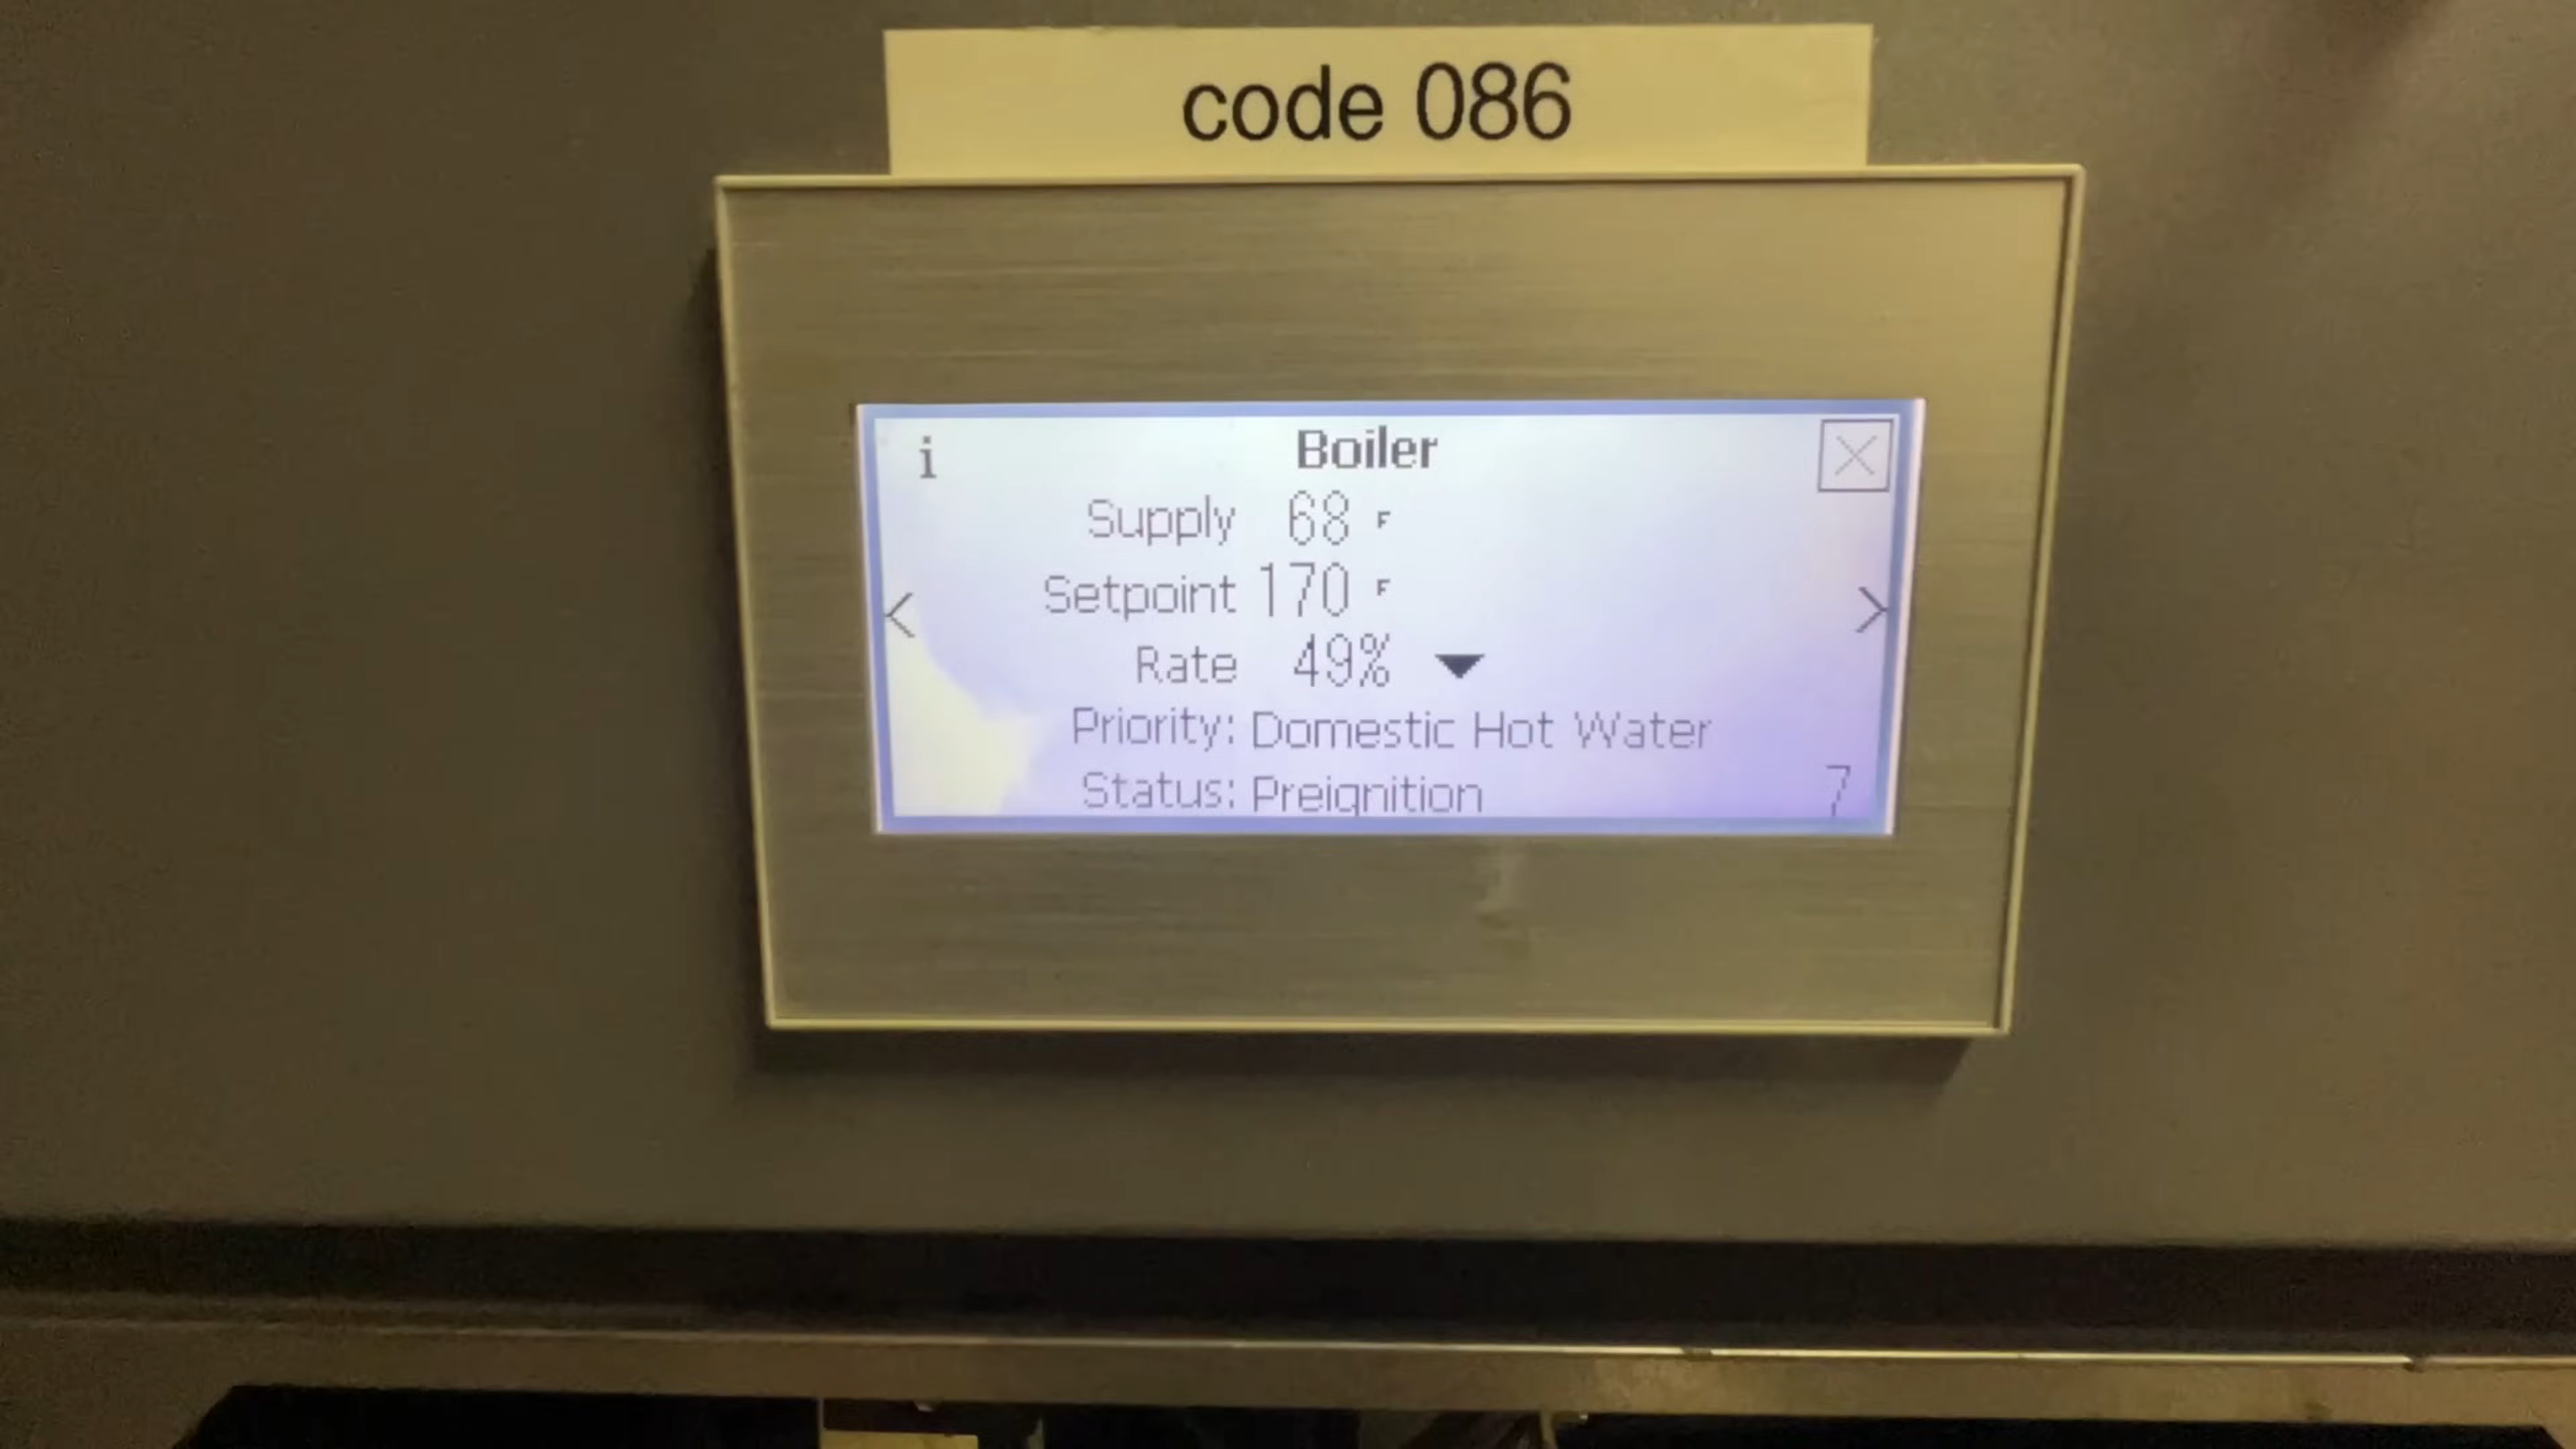 code 086
i Boiler
Supply 68 F
Setpoint 170 F
Rate 49%
Priority: Domestic Hot Water
Status: Preignition 7